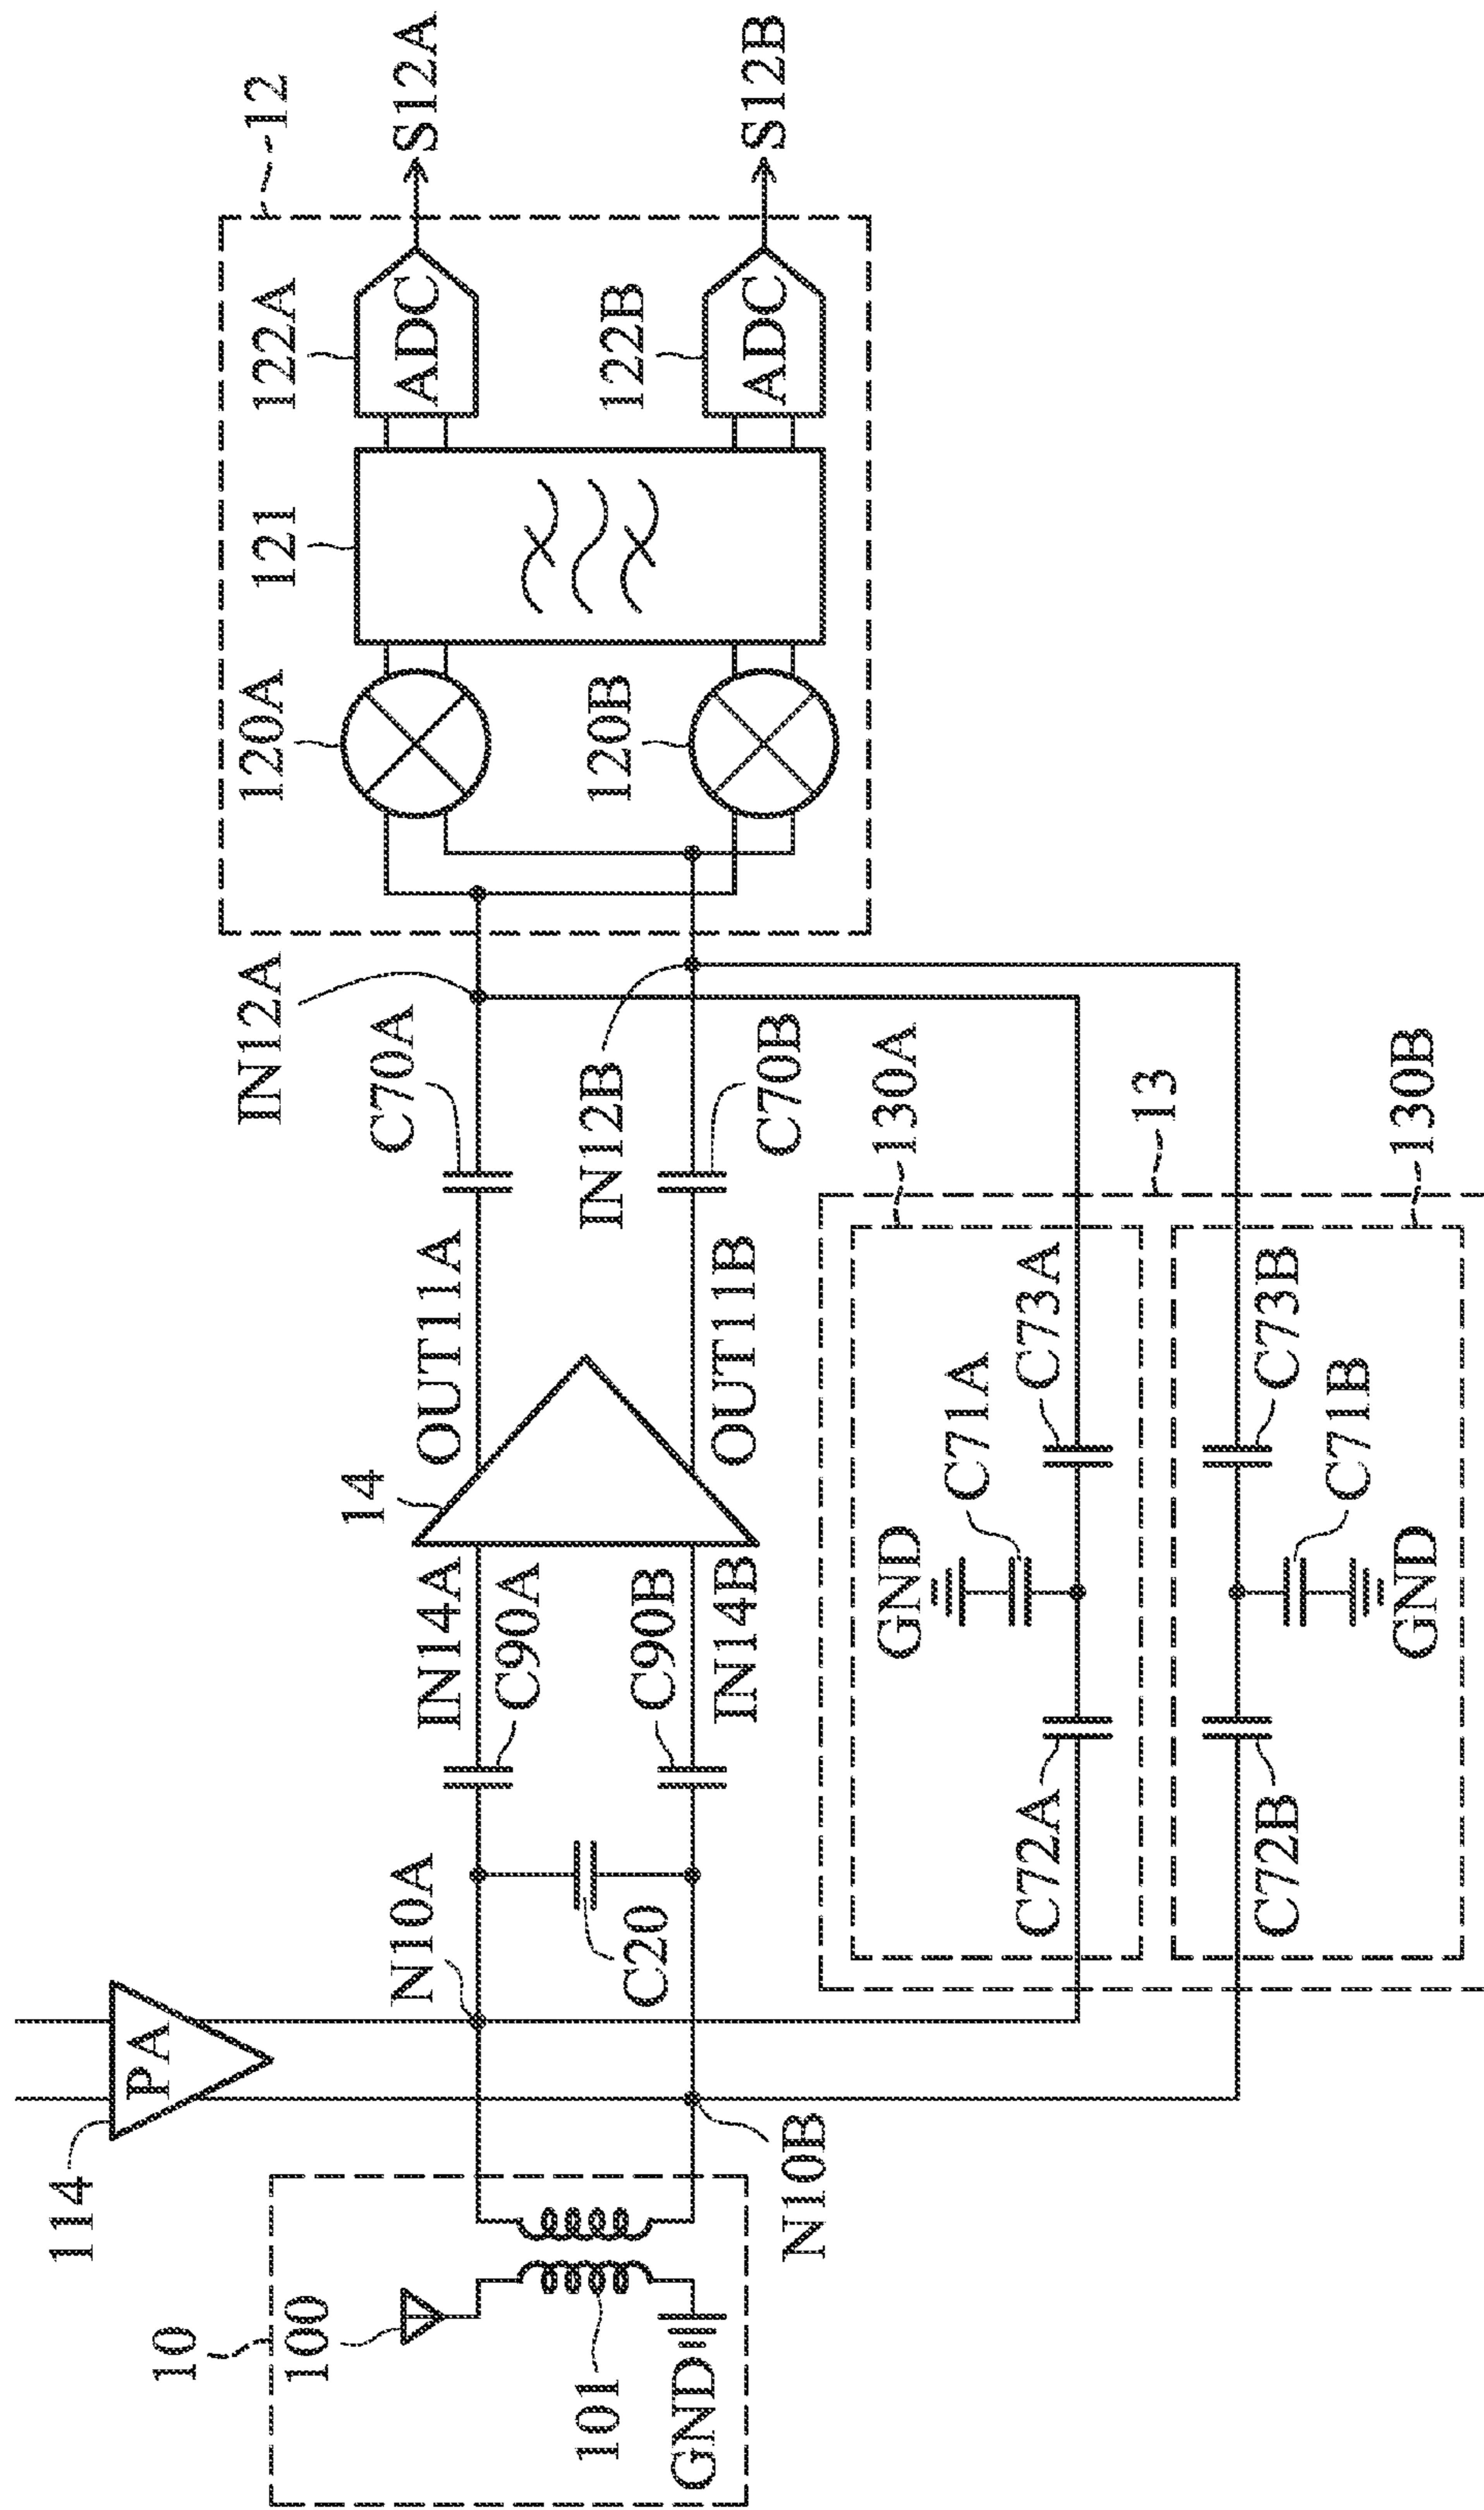 10
100
101
GND
114
PA
N10A
N10B
C20
C90A
C90B
IN14A
IN14B
14
OUT11A
OUT11B
C70A
C70B
IN12A
IN12B
12
120A
120B
121
122A
ADC
122B
ADC
S12A
S12B
13
130A
C72A
GND
C71A
C73A
130B
C72B
GND
C71B
C73B